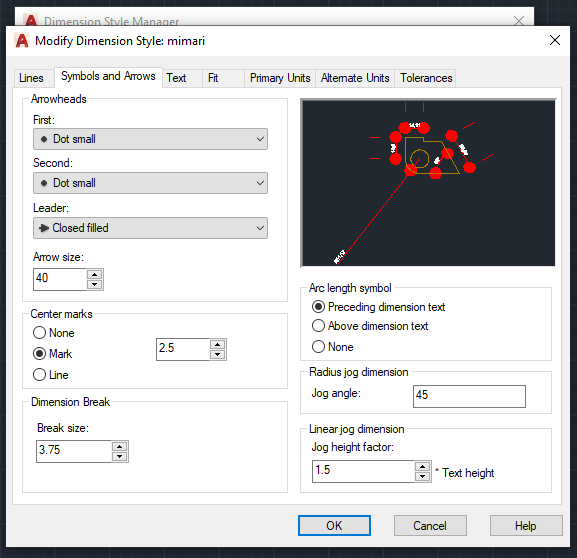 Dimension Style Manager
Modify Dimension Style: mimari
Lines Symbols and Arrows Text Fit Primary Units Alternate Units Tolerances
Arrowheads
First:
Dot small
Second:
Dot small
Leader:
Closed filled
Arrow size:
40
Center marks
None
Mark
2.5
Line
Dimension Break
Break size:
3.75
Arc length symbol
Preceding dimension text
Above dimension text
None
Radius jog dimension
Jog angle:
45
Linear jog dimension
Jog height factor:
1.5
* Text height
OK Cancel Help